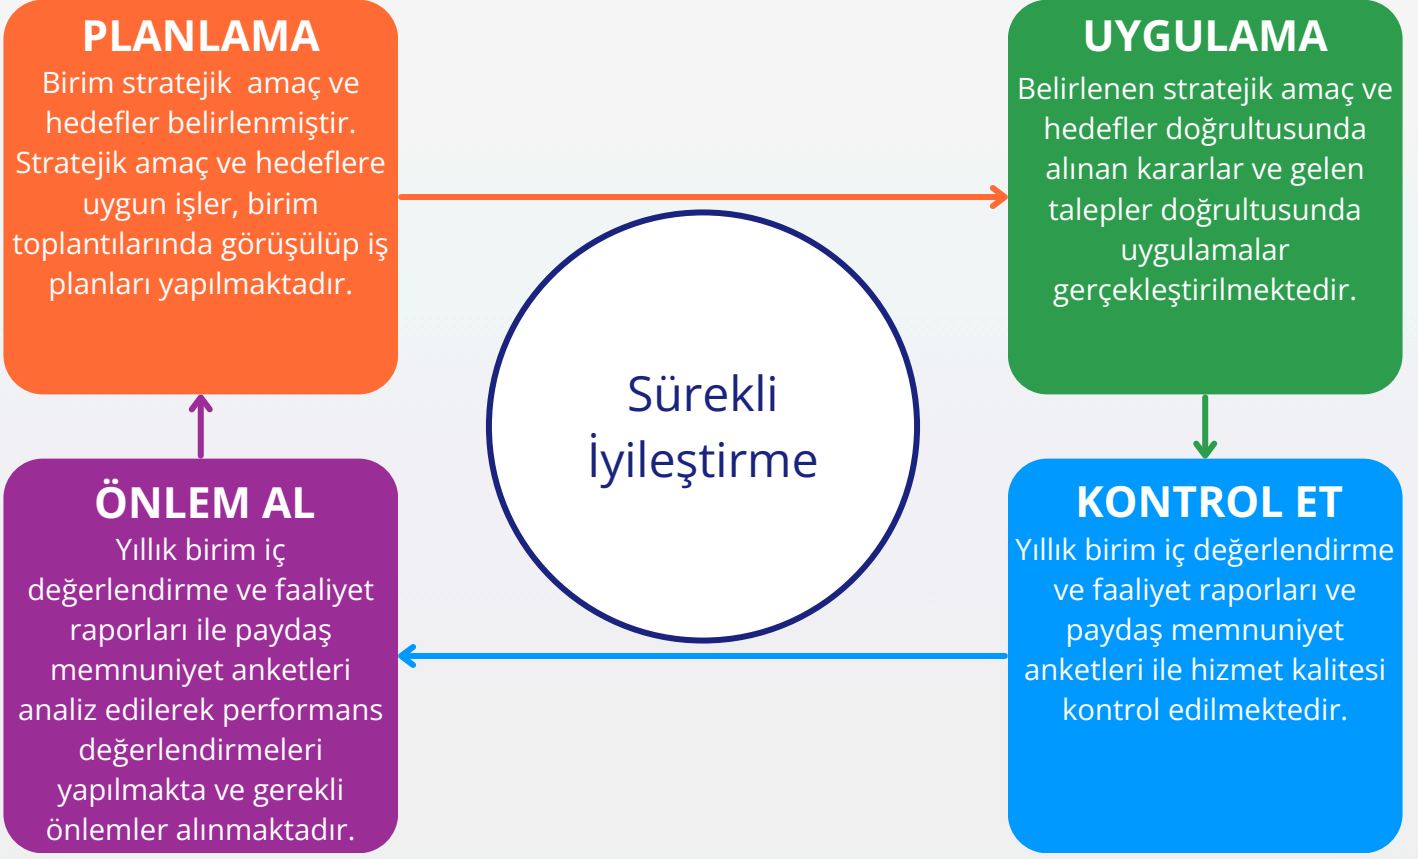 PLANLAMA
Birim stratejik  amaç ve
hedefler belirlenmiştir.
Stratejik amaç ve hedeflere
uygun işler, birim
toplantılarında görüşülüp iş
planları yapılmaktadır.
UYGULAMA
Belirlenen stratejik amaç ve
hedefler doğrultusunda
alınan kararlar ve gelen
talepler doğrultusunda
uygulamalar
gerçekleştirilmektedir.
Sürekli
İyileştirme
ÖNLEM AL
Yıllık birim iç
değerlendirme ve faaliyet
raporları ile paydaş
memnuniyet anketleri
analiz edilerek performans
değerlendirmeleri
yapılmakta ve gerekli
önlemler alınmaktadır.
KONTROL ET
Yıllık birim iç değerlendirme
ve faaliyet raporları ve
paydaş memnuniyet
anketleri ile hizmet kalitesi
kontrol edilmektedir.